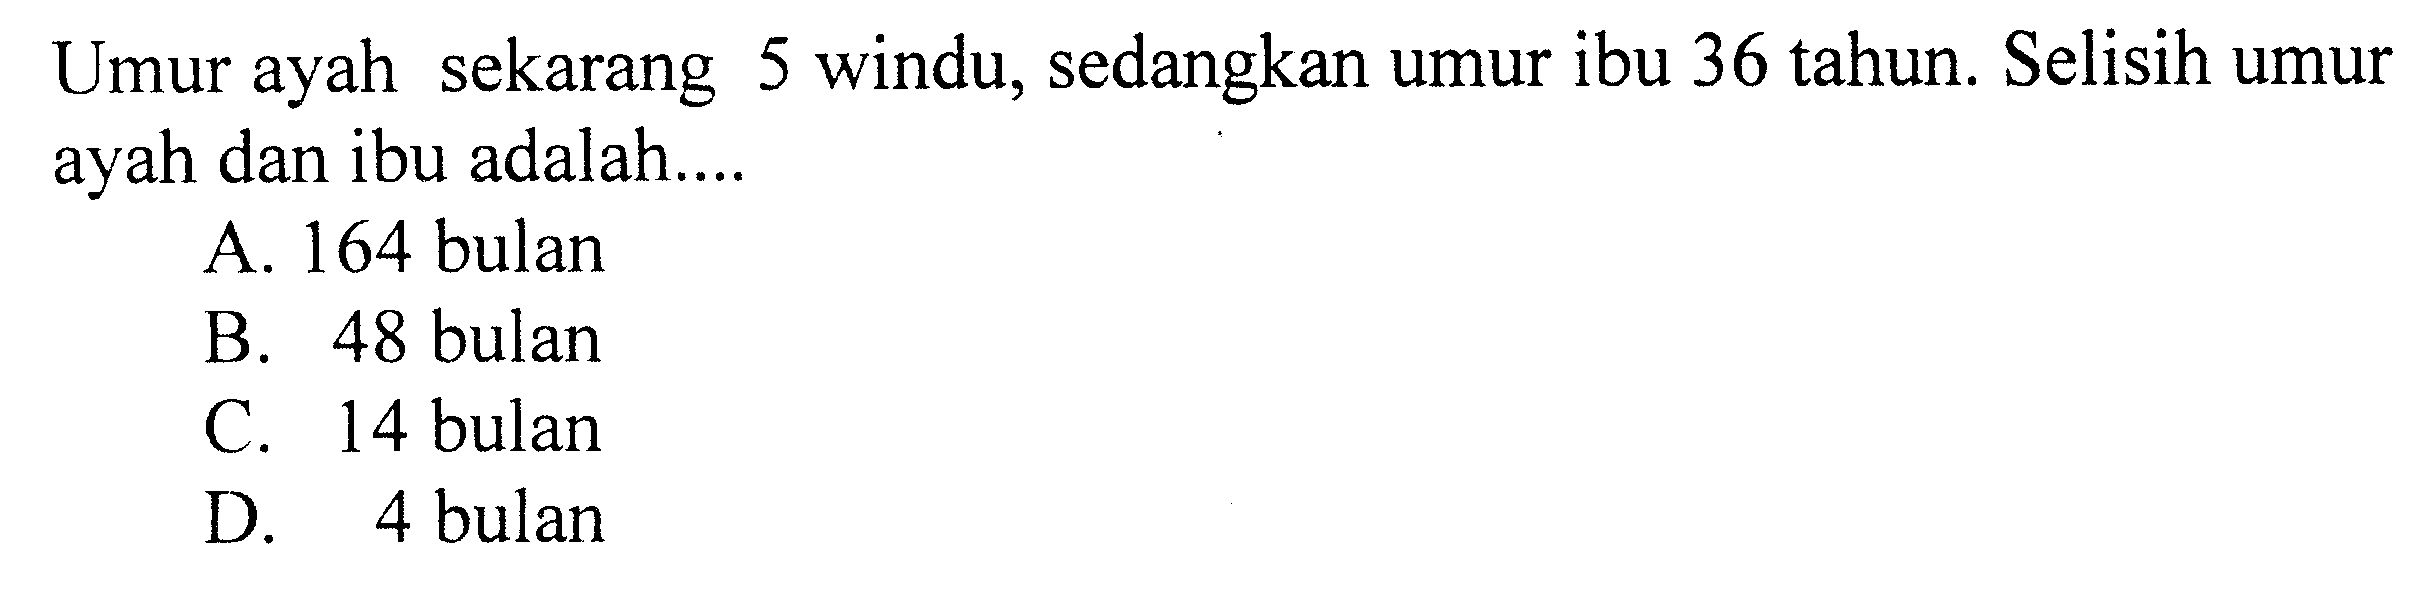 Umur ayah sekarang 5 windu, sedangkan umur ibu 36 tahun. Selisih umur
ayah dan ibu adalah....
A. 164 bulan
B. 48 bulan
C. 14 bulan
D. 4 bulan